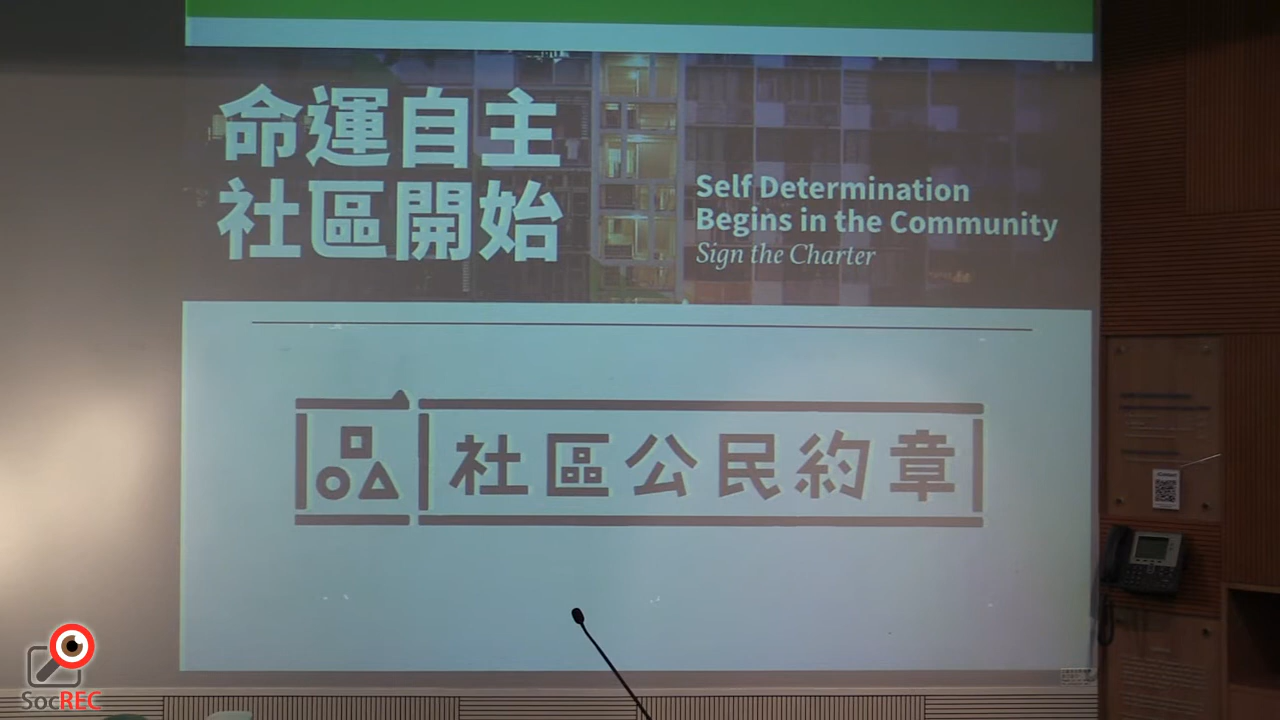 命運自主
社區開始
Self Determination
Begins in the Community
Sign the Charter
社區公民約章
SocREC